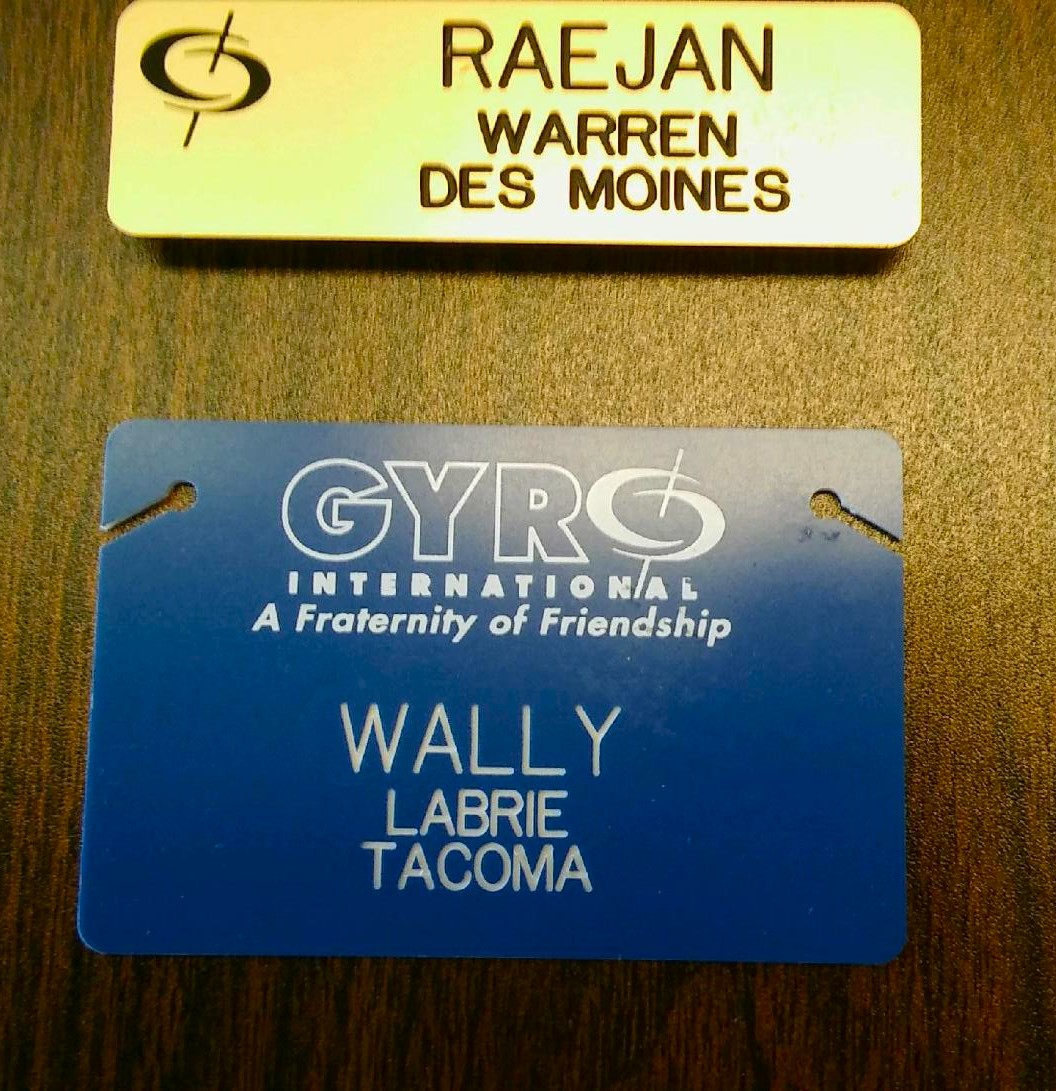 RAEJAN
WARREN
DES MOINES
GYRO
INTERNATIONAL
A Fraternity of Friendship
WALLY
LABRIE
TACOMA